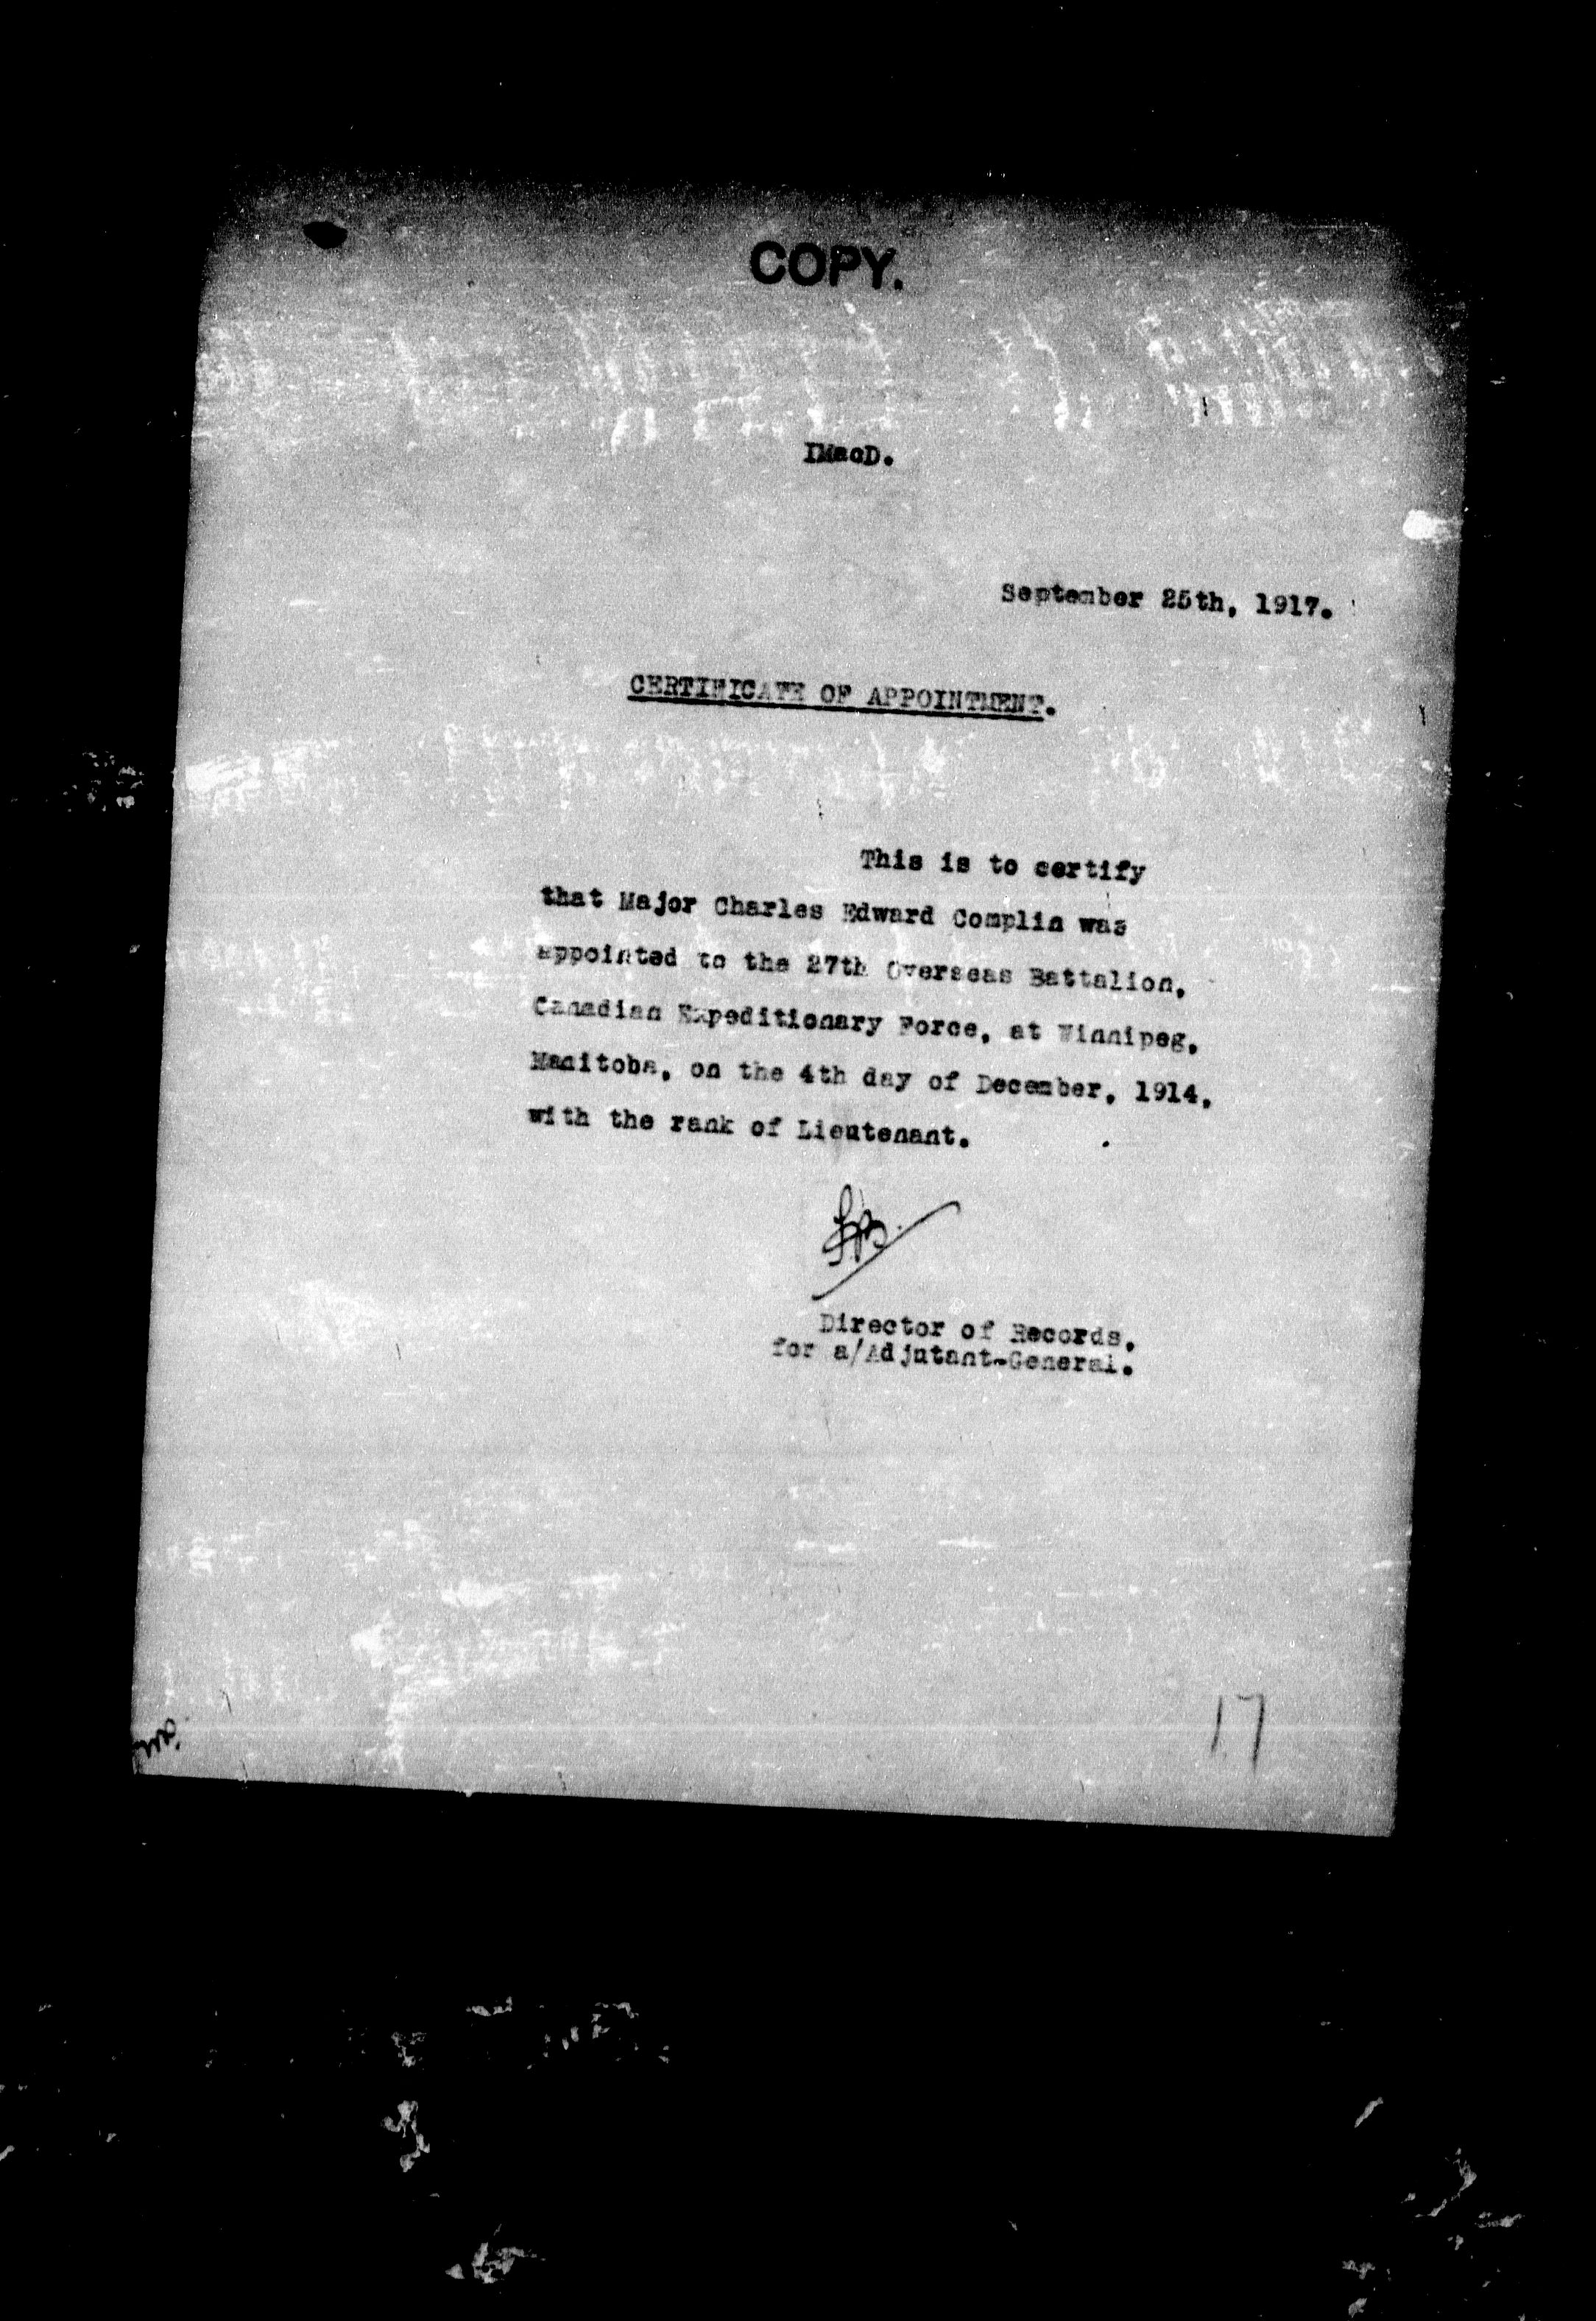 COPY.
IMacD.
September 25th, 1917.
CERTIFICATE OF APPOINTMENT.
This is to certify
that Major Charles Edward Complin was
appointed to the 27th Overseas Battalion,
Canadian Expeditionary Force, at Winnipeg,
Manitoba, on the 4th day of December, 1914,
with the rank of Lieutenant.
Director of Records,
for a/Adjutant-General.
17